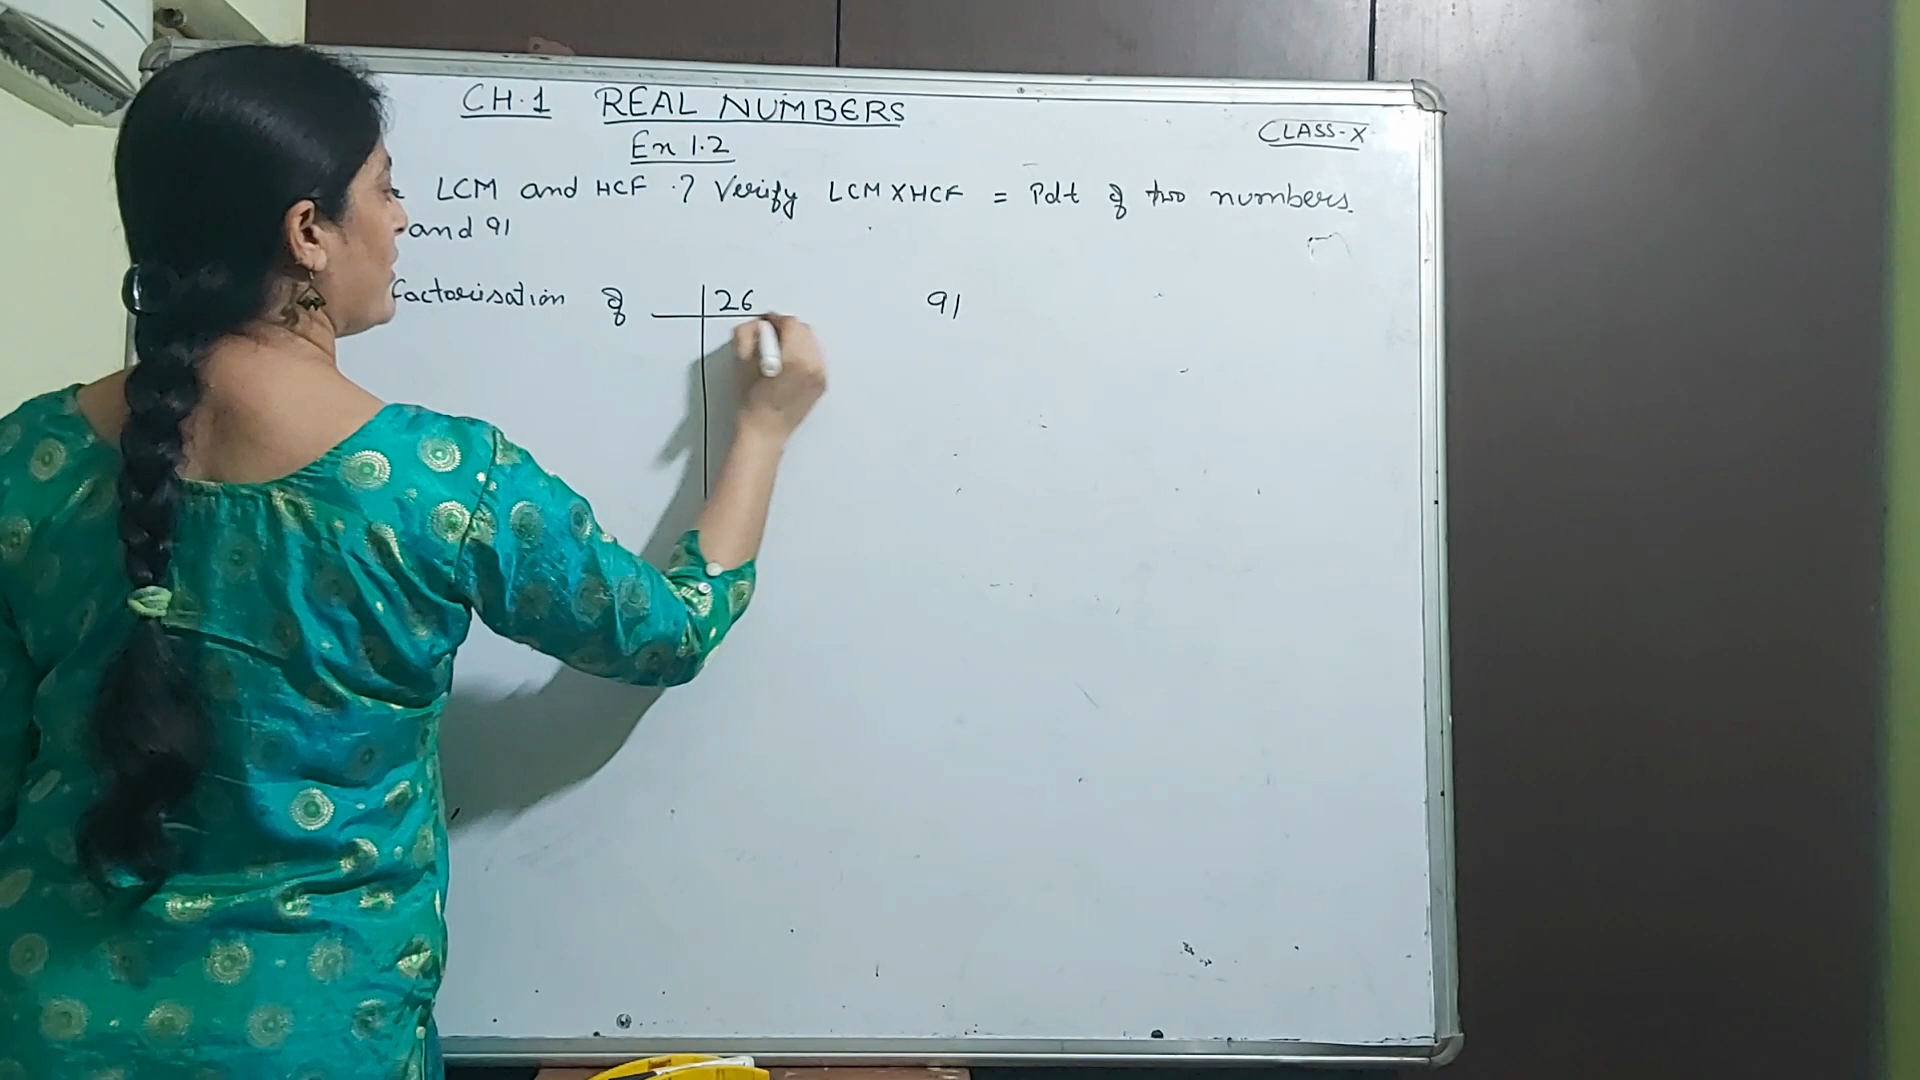 CH.1 REAL NUMBERS
CLASS-X
Ex 1.2
LCM and HCF .? Verify LCM X HCF = Pdt of two numbers.
and 91
factorisation of 26 91